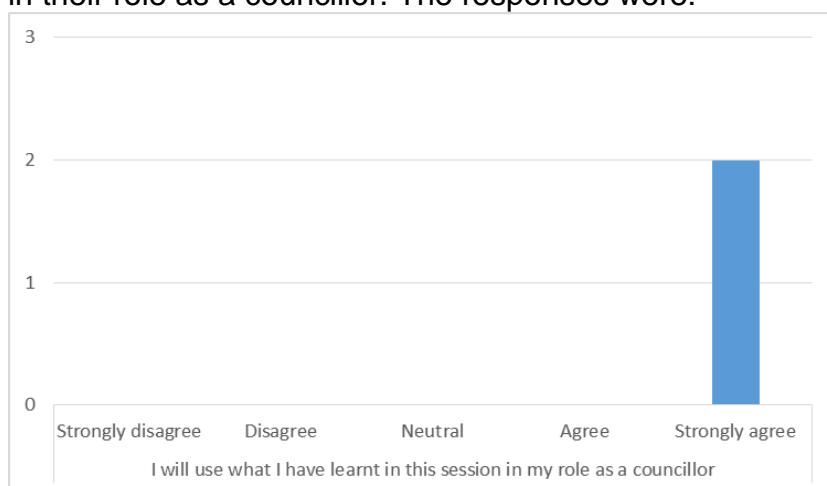 in their role as a councillor. The responses were:
3
2
1
0
Strongly disagree Disagree Neutral Agree Strongly agree
I will use what I have learnt in this session in my role as a councillor